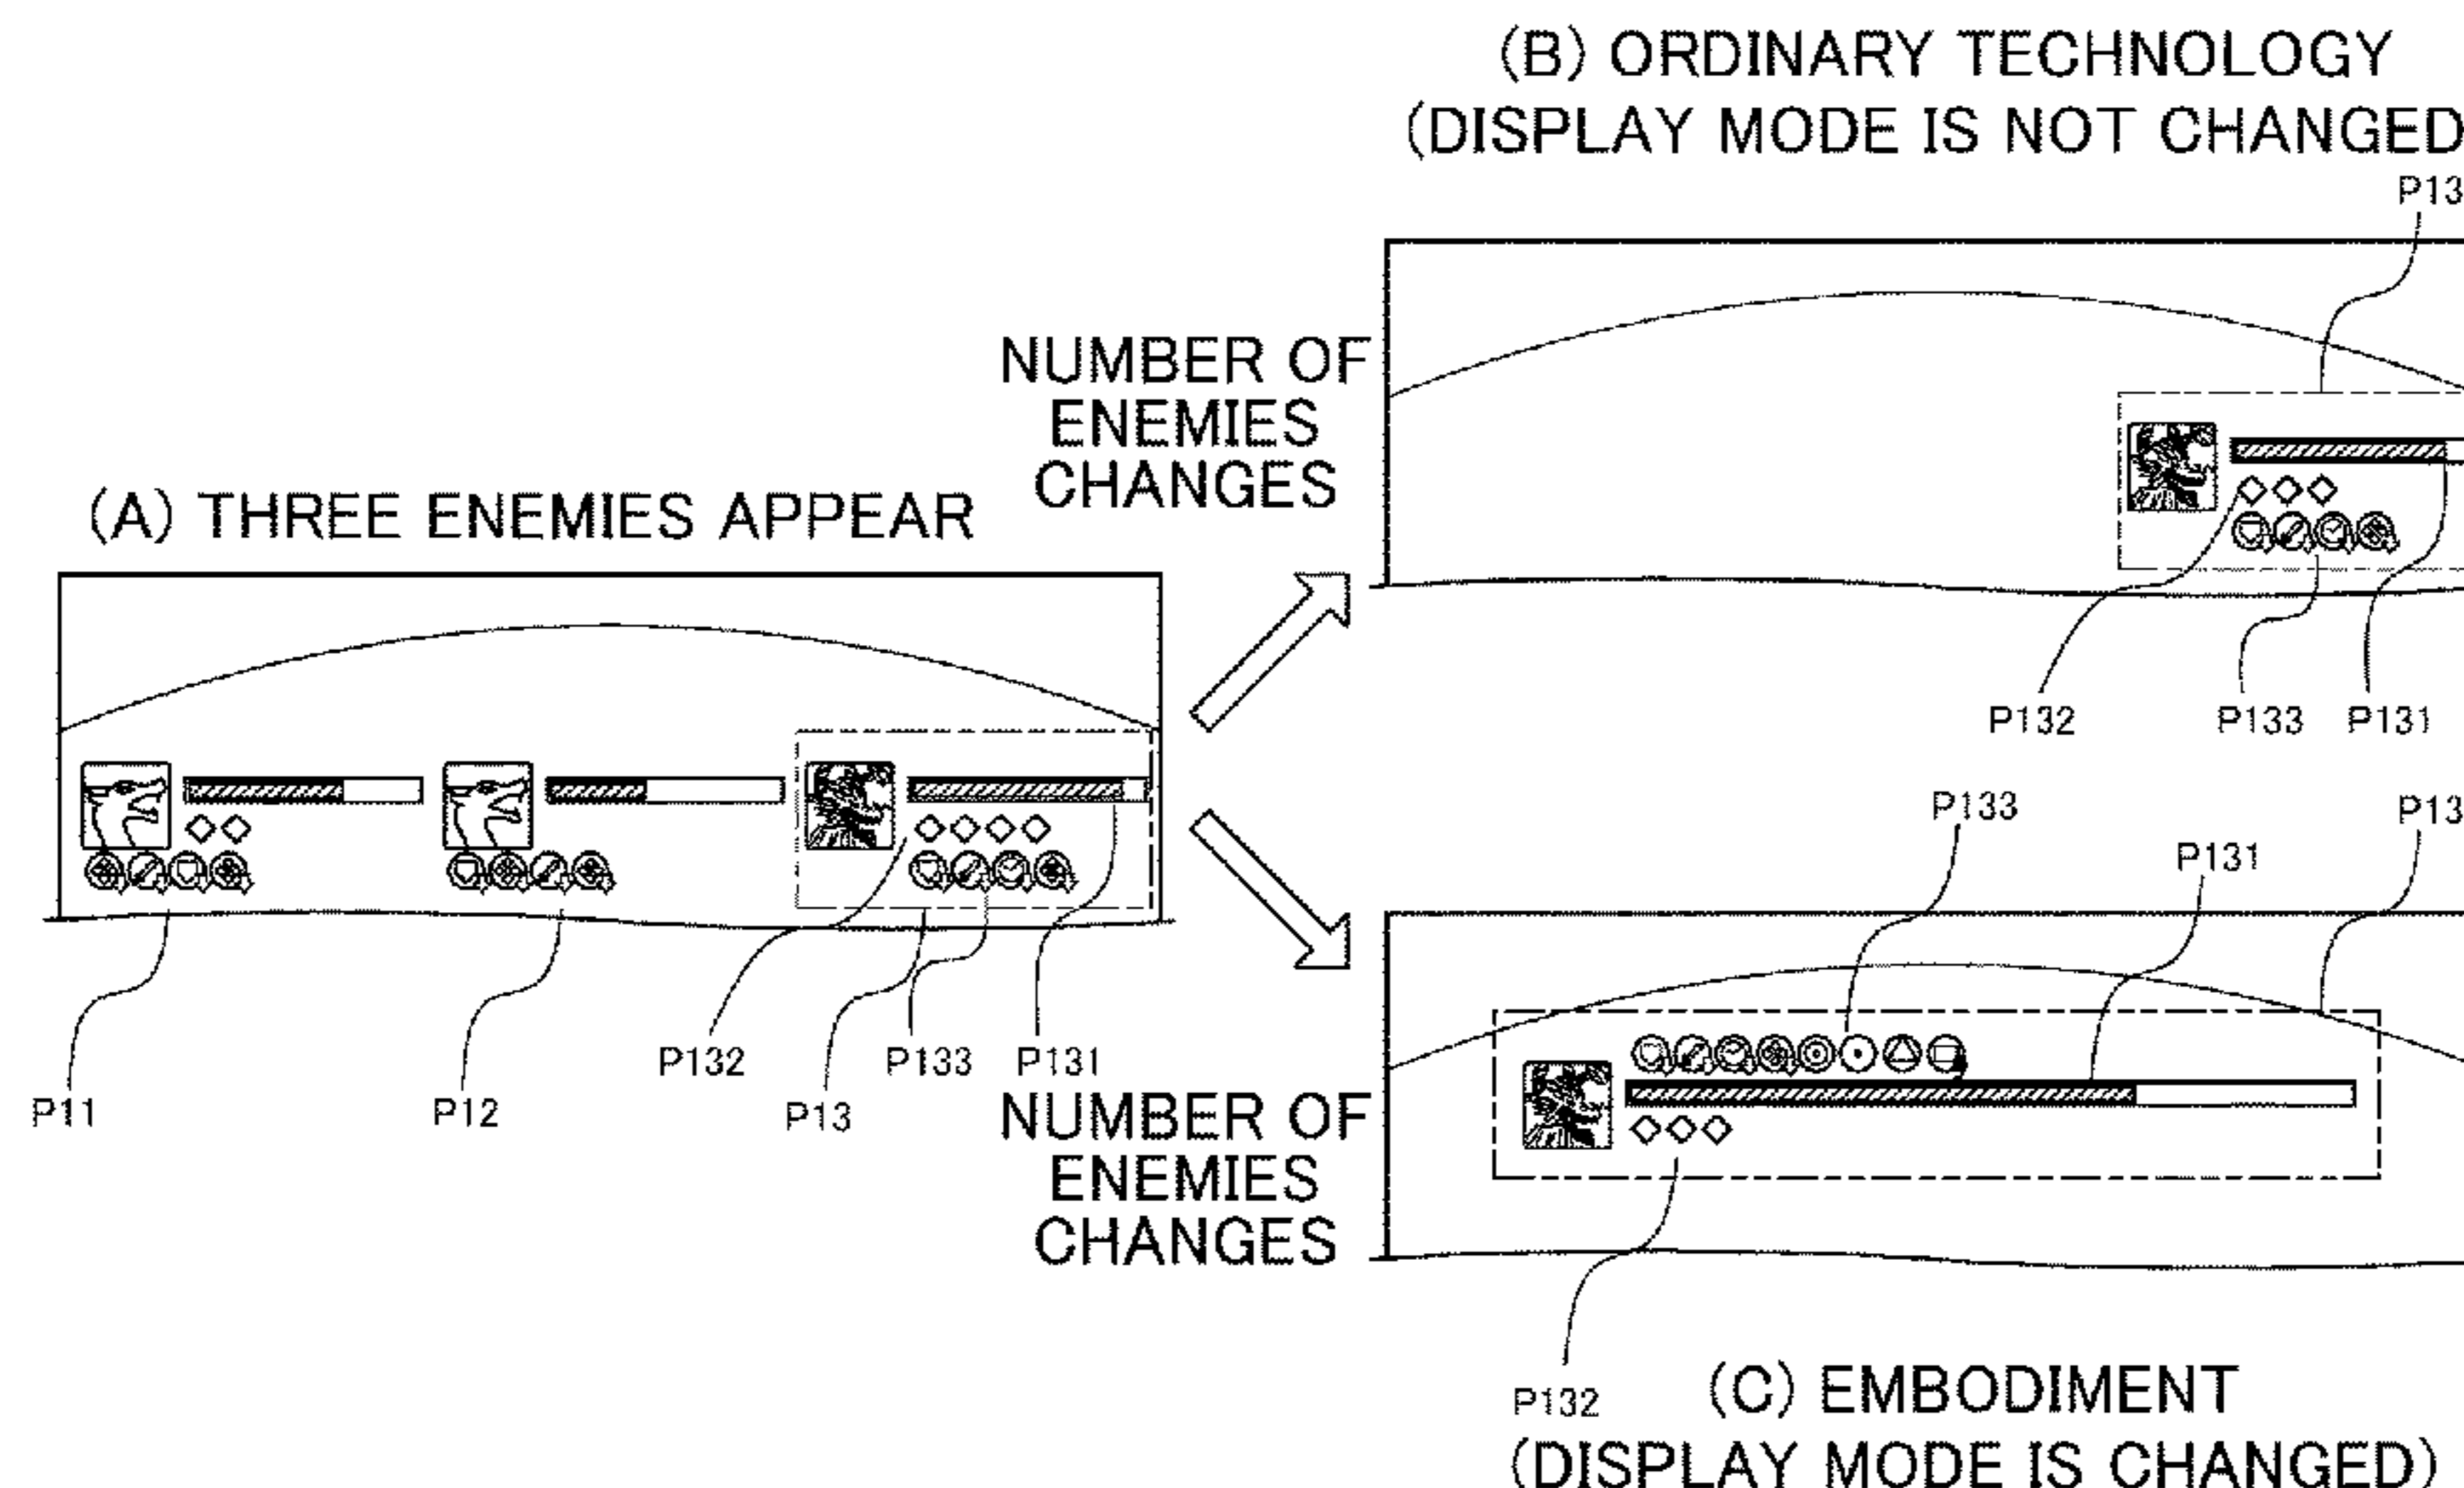 (B) ORDINARY TECHNOLOGY
(DISPLAY MODE IS NOT CHANGED
P13
NUMBER OF
ENEMIES
CHANGES
(A) THREE ENEMIES APPEAR
P132
P133
P131
P11
P12
P132
P13
P133
P131
NUMBER OF
ENEMIES
CHANGES
P133
P131
P13
P132
(C) EMBODIMENT
(DISPLAY MODE IS CHANGED)